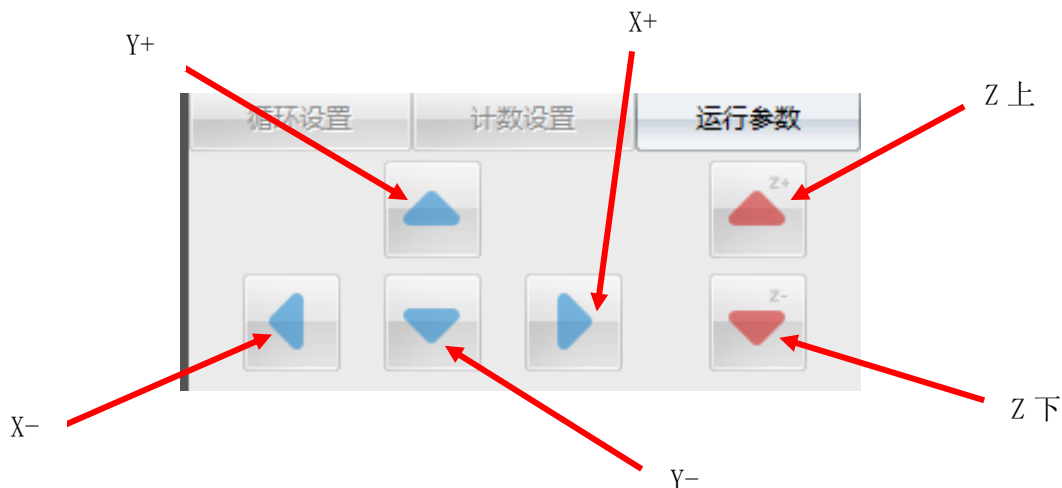 X+
Y+
Z 上
循环设置
计数设置
运行参数
Z+
Z-
Z 下
X-
Y-